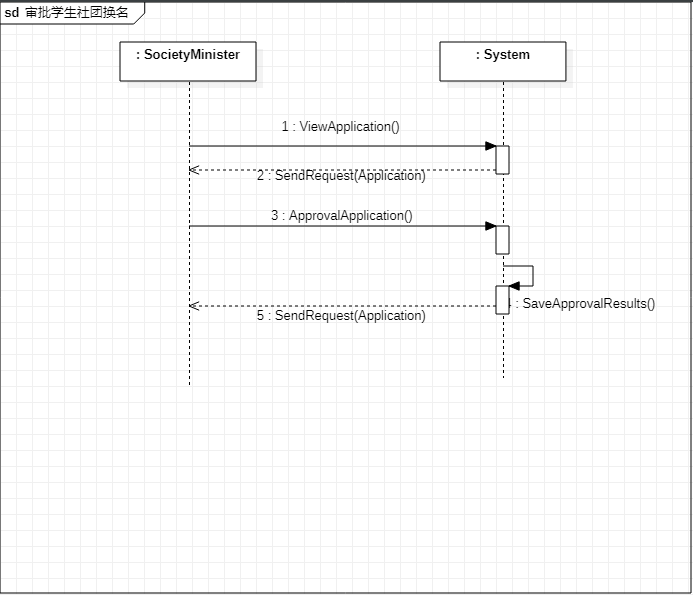 sd 审批学生社团换名
: SocietyMinister
: System
1 : ViewApplication()
2 : SendRequest(Application)
3 : ApprovalApplication()
4 : SaveApprovalResults()
5 : SendRequest(Application)